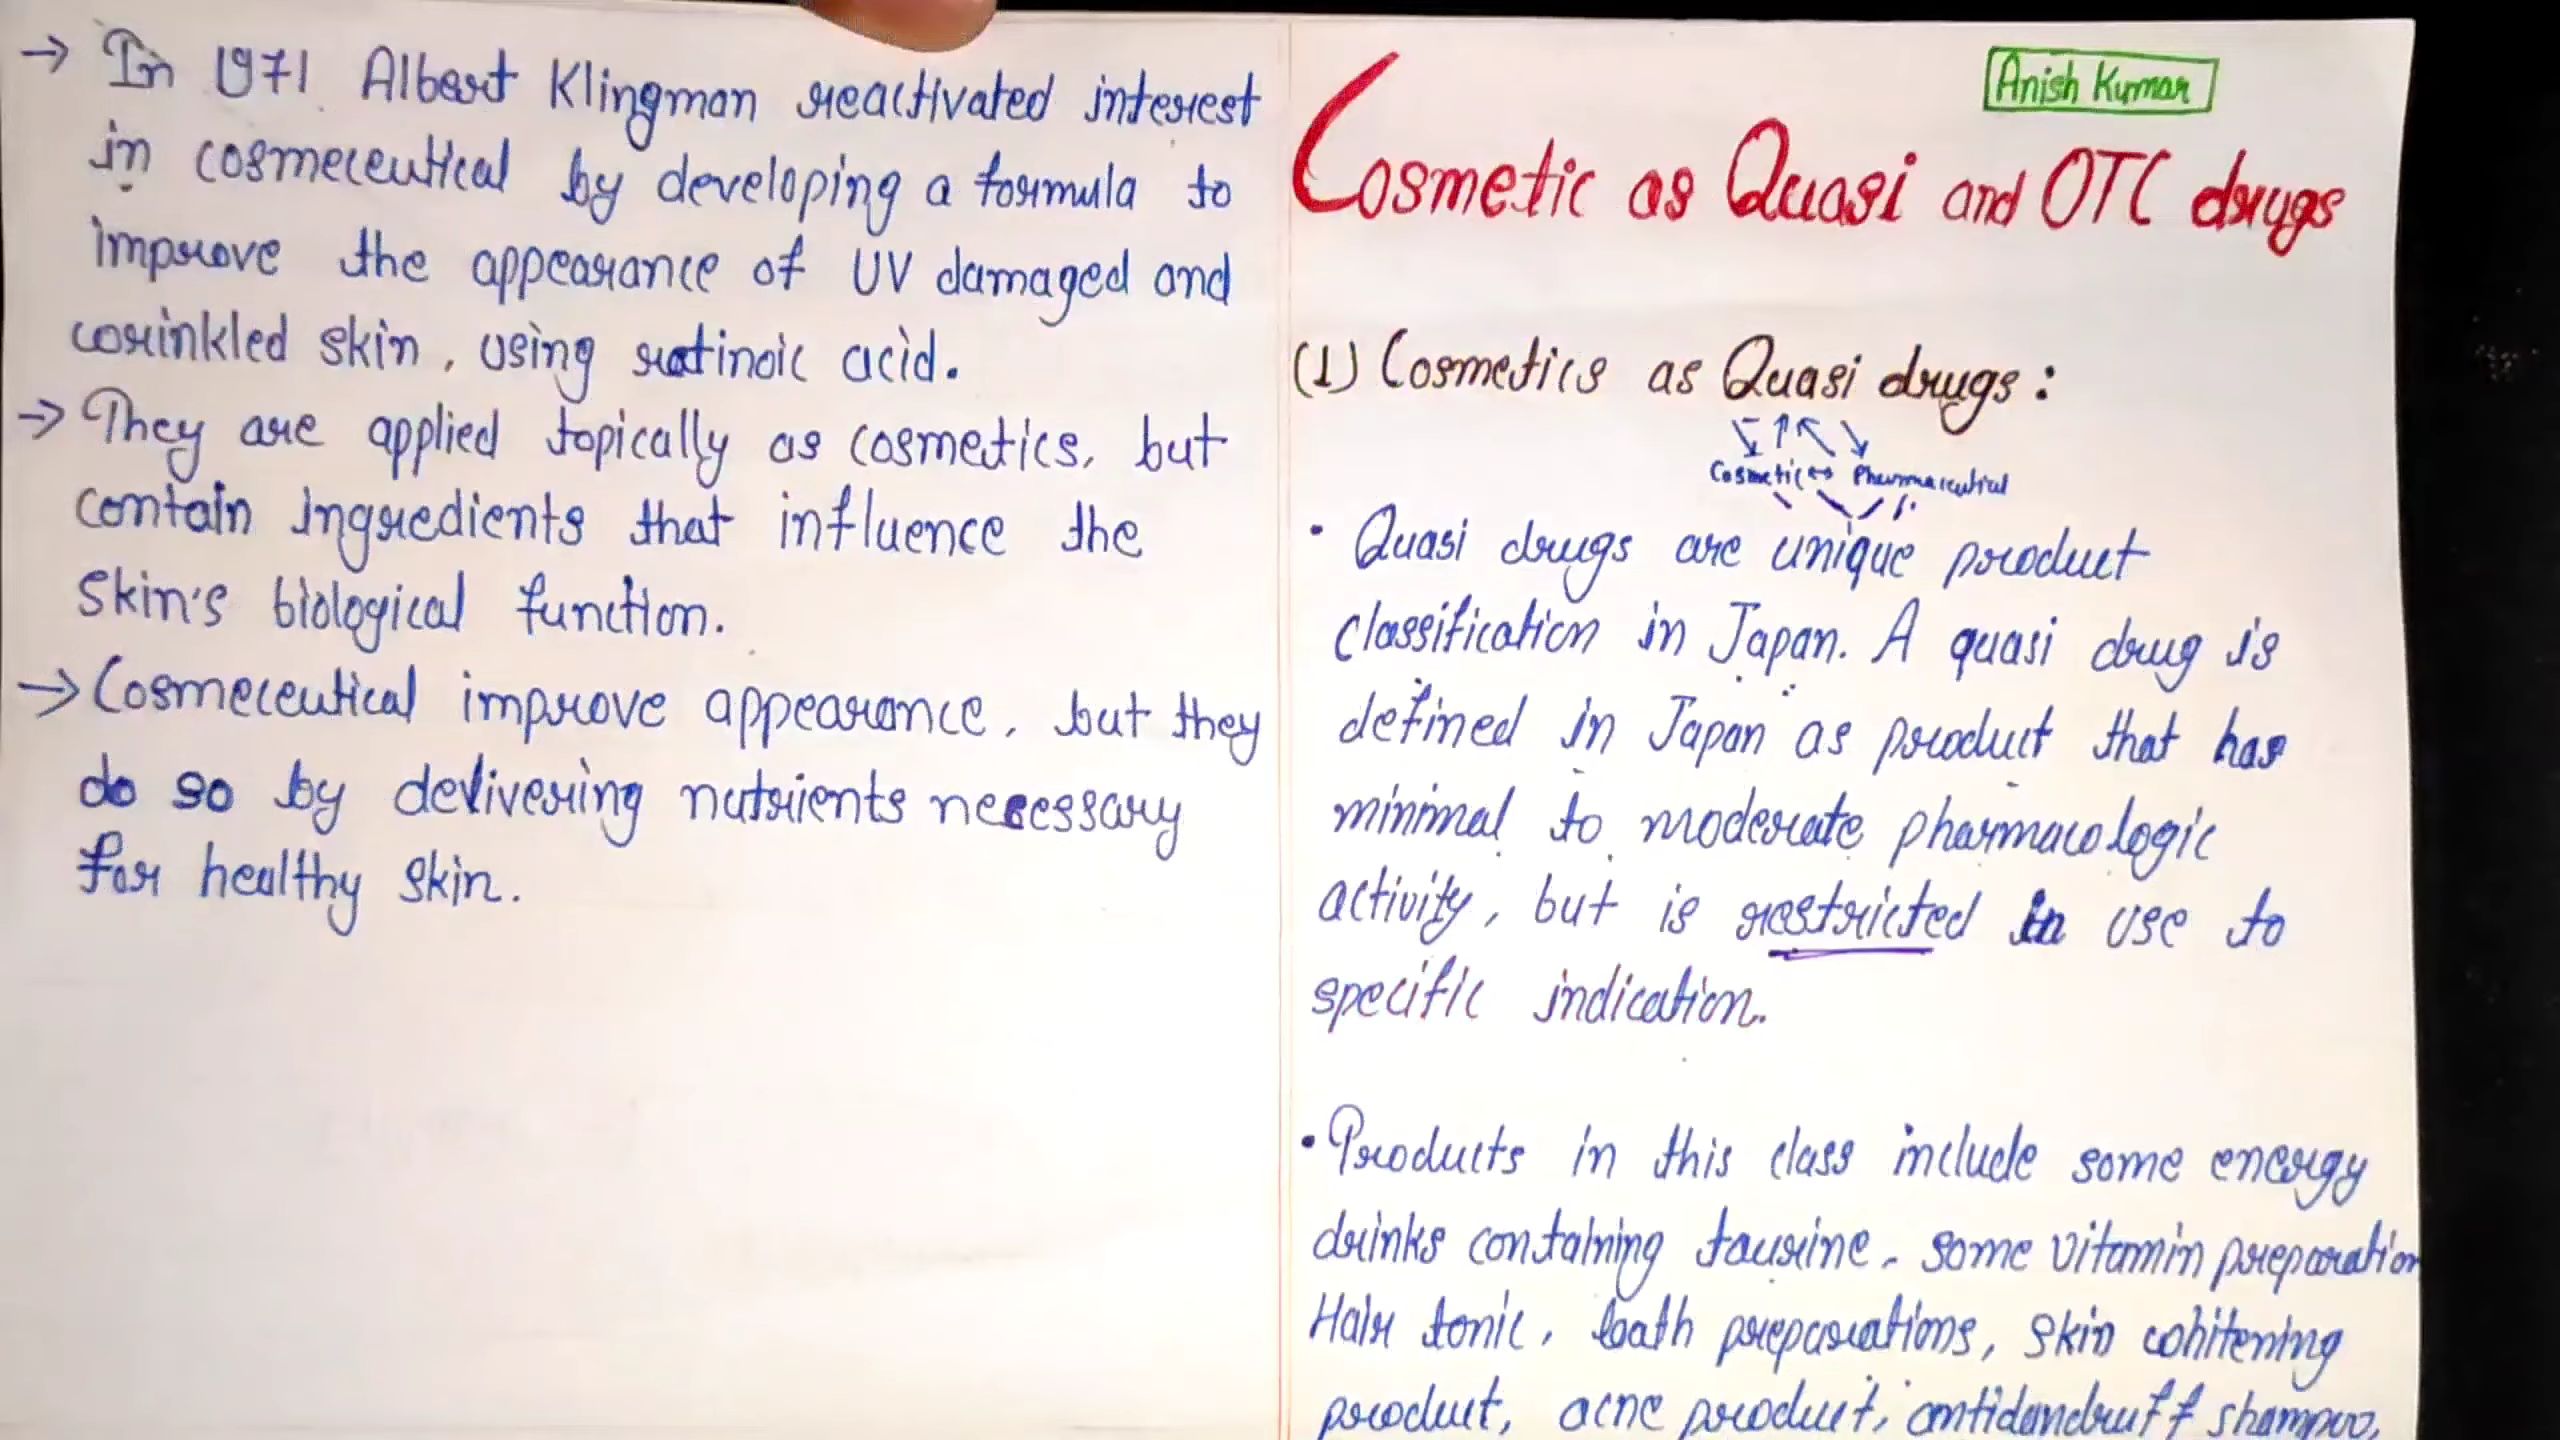 → In 1971 Albert Klingman reactivated interest
in cosmeceutical by developing a formula to
improve the appearance of UV damaged and
wrinkled skin, using ratinoic acid.
→ They are applied topically as cosmetics, but
contain ingredients that influence the
skin's biological function.
→ Cosmeceutical improve appearance, but they
do so by delivering nutrients necessary
for healthy skin.
Anish Kumar
Cosmetic as Quasi and OTC drugs
(1) Cosmetics as Quasi drugs:
Cosmetic ↔ Pharmaceutical
• Quasi drugs are unique product
classification in Japan. A quasi drug is
defined in Japan as product that has
minimal to moderate pharmacologic
activity, but is restricted in use to
specific indication.
• Products in this class include some energy
drinks containing taurine, some vitamin preparation
Hair tonic, bath preparations, skin whitening
product, acne product, antidandruff shampoo,